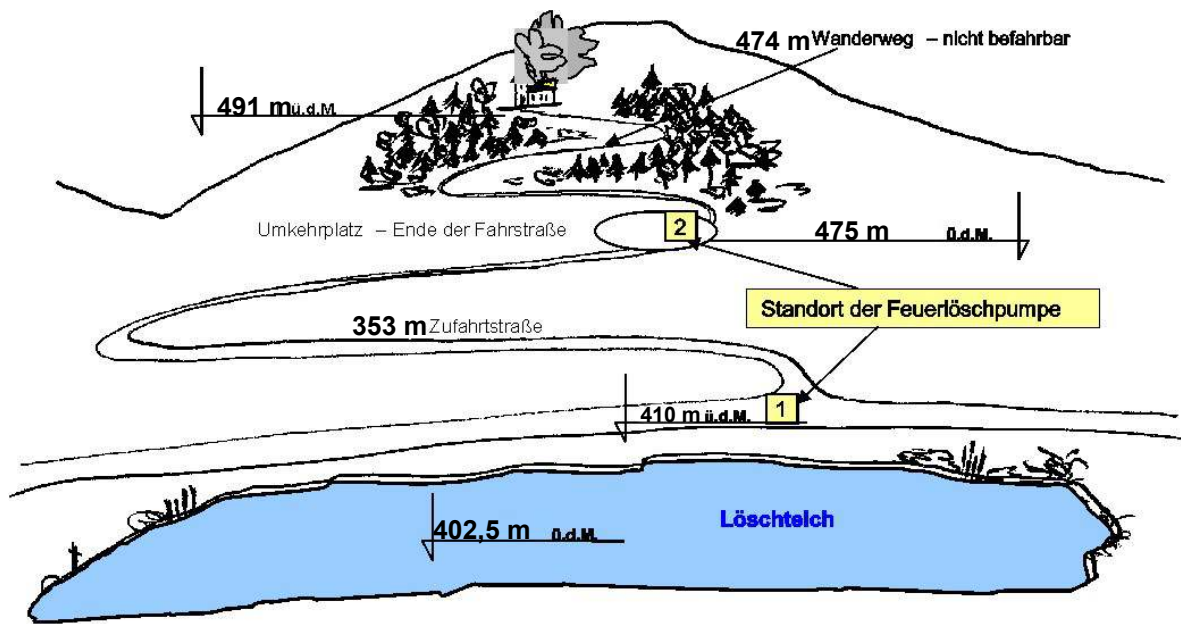 474 m Wanderweg – nicht befahrbar
491 m ü.d.M.
Umkehrplatz – Ende der Fahrstraße
2
475 m ü.d.M.
Standort der Feuerlöschpumpe
353 m Zufahrtstraße
1
410 m ü.d.M.
Löschteich
402,5 m ü.d.M.